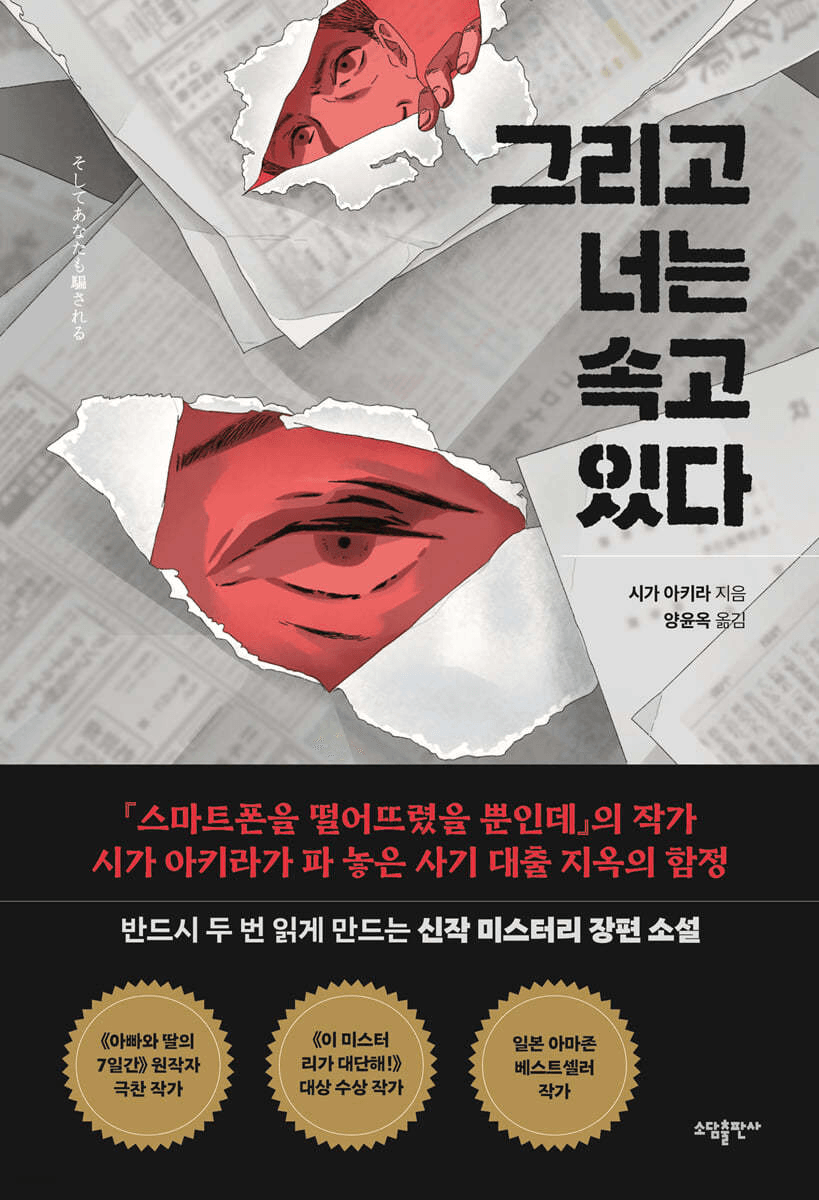 そしてあなたも騙される
그리고
너는
속고
있다
시가 아키라 지음
양윤옥 옮김
『스마트폰을 떨어뜨렸을 뿐인데』의 작가
시가 아키라가 파 놓은 사기 대출 지옥의 함정
반드시 두 번 읽게 만드는 신작 미스터리 장편 소설
《아빠와 딸의
7일간》 원작자
극찬 작가
《이 미스터
리가 대단해!》
대상 수상 작가
일본 아마존
베스트셀러
작가
소담출판사